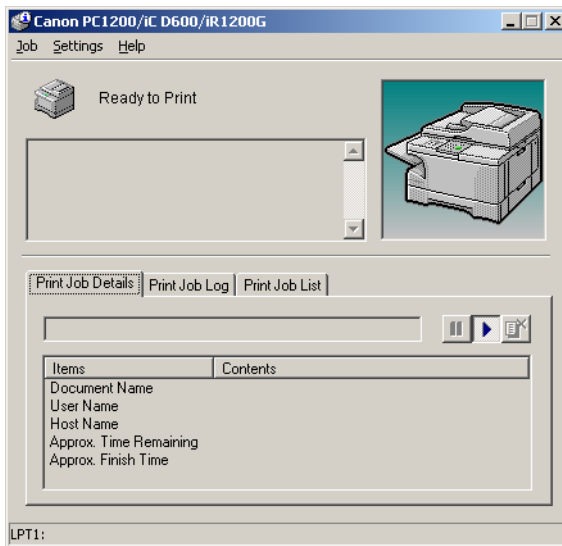 Canon PC1200/iC D600/iR1200G
Job Settings Help
Ready to Print
Print Job Details Print Job Log Print Job List
Items Contents
Document Name
User Name
Host Name
Approx. Time Remaining
Approx. Finish Time
LPT1: